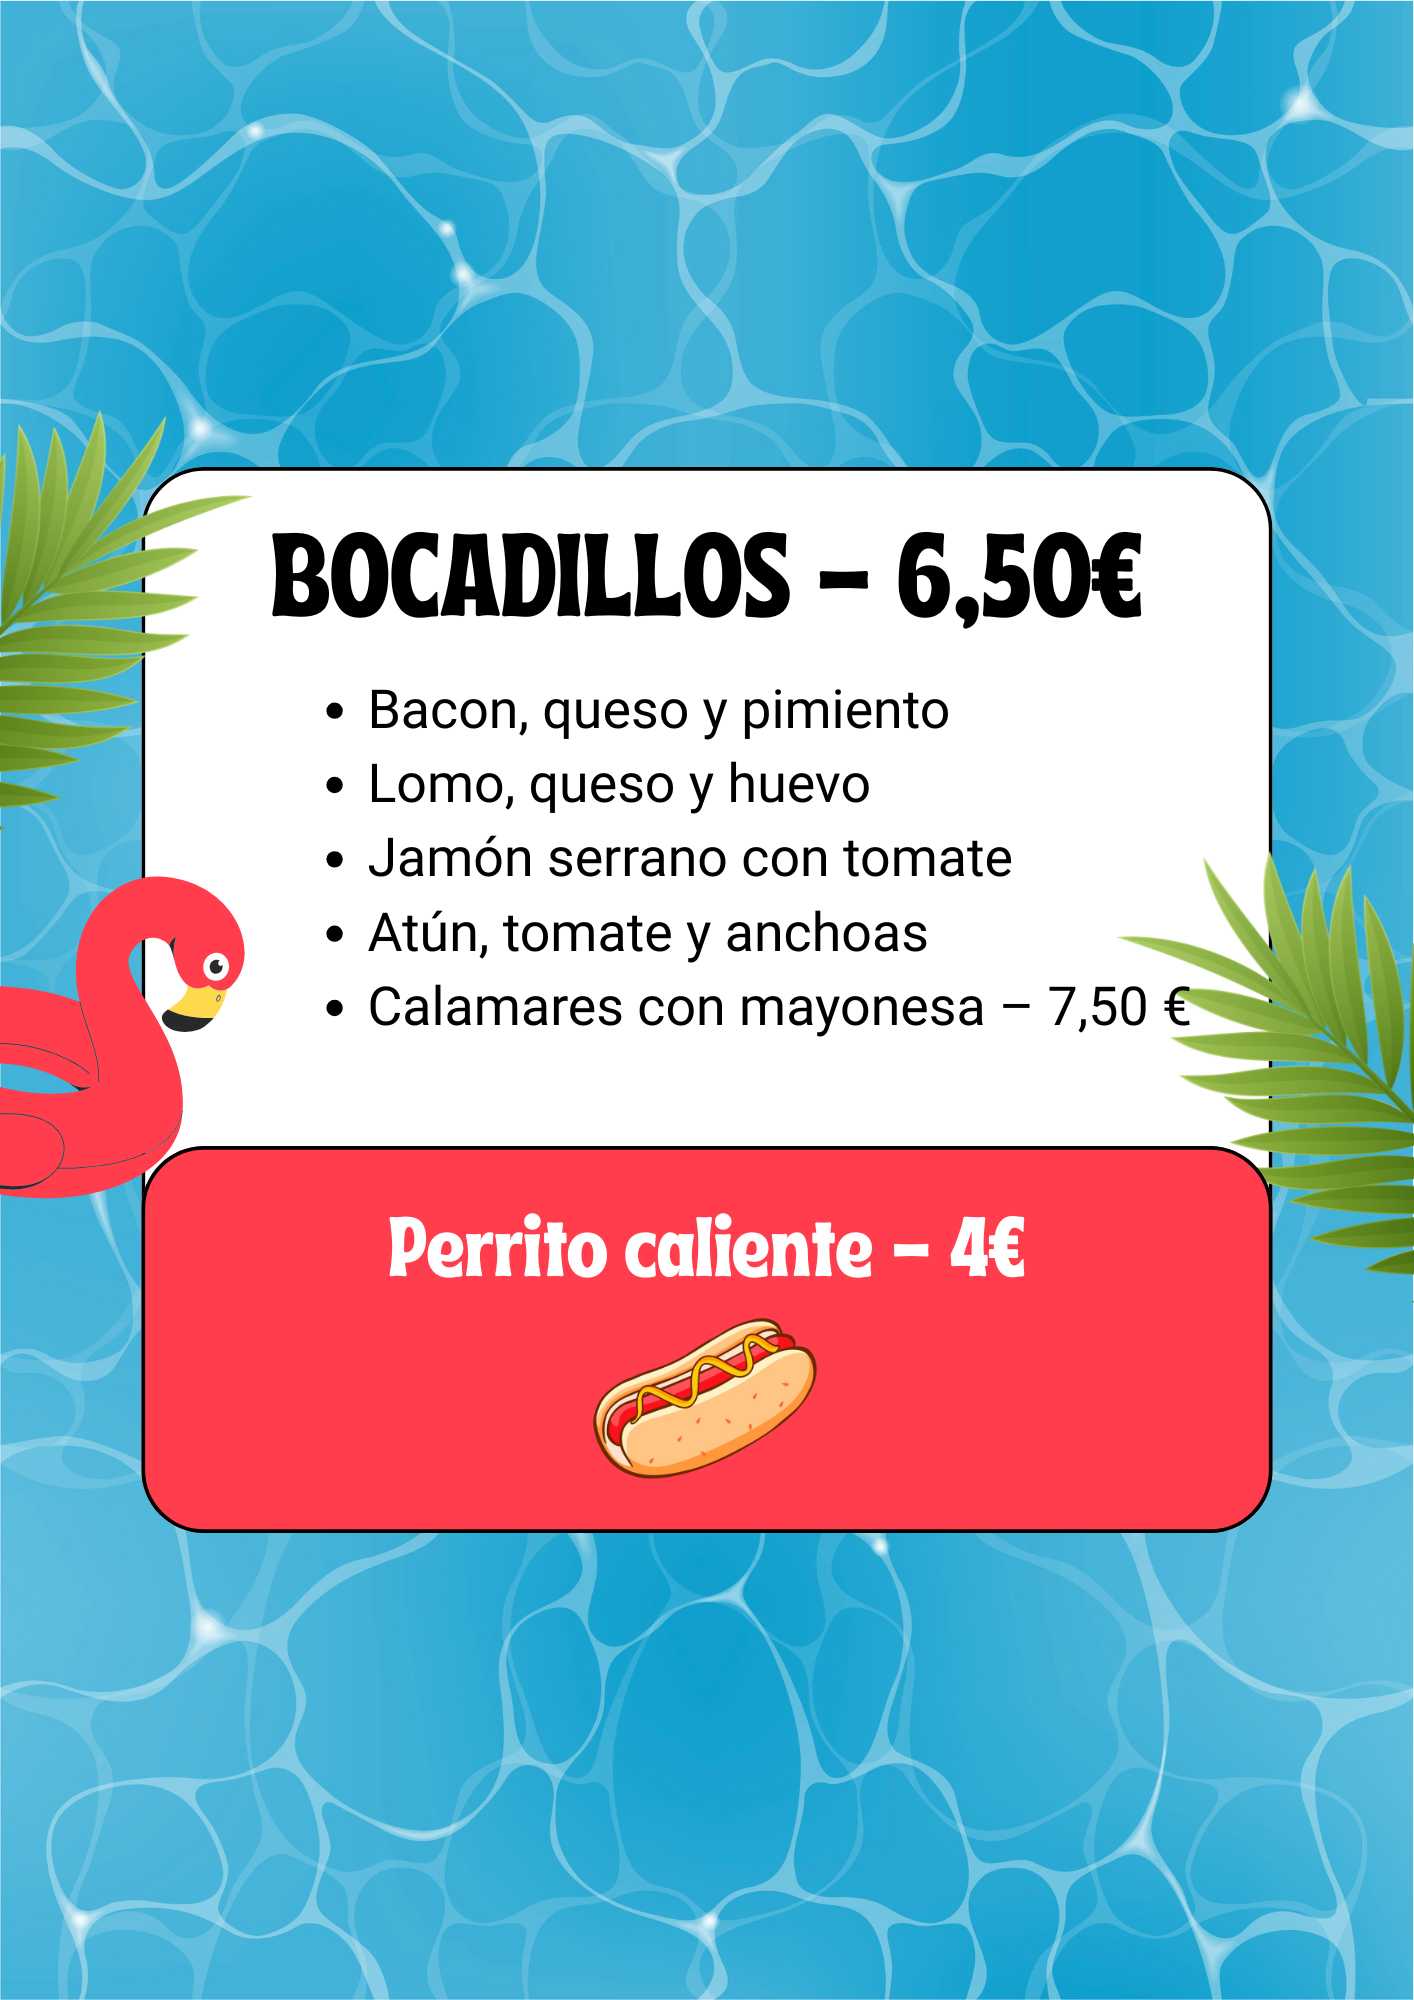 BOCADILLOS – 6,50€
• Bacon, queso y pimiento
• Lomo, queso y huevo
• Jamón serrano con tomate
• Atún, tomate y anchoas
• Calamares con mayonesa – 7,50 €
Perrito caliente – 4€